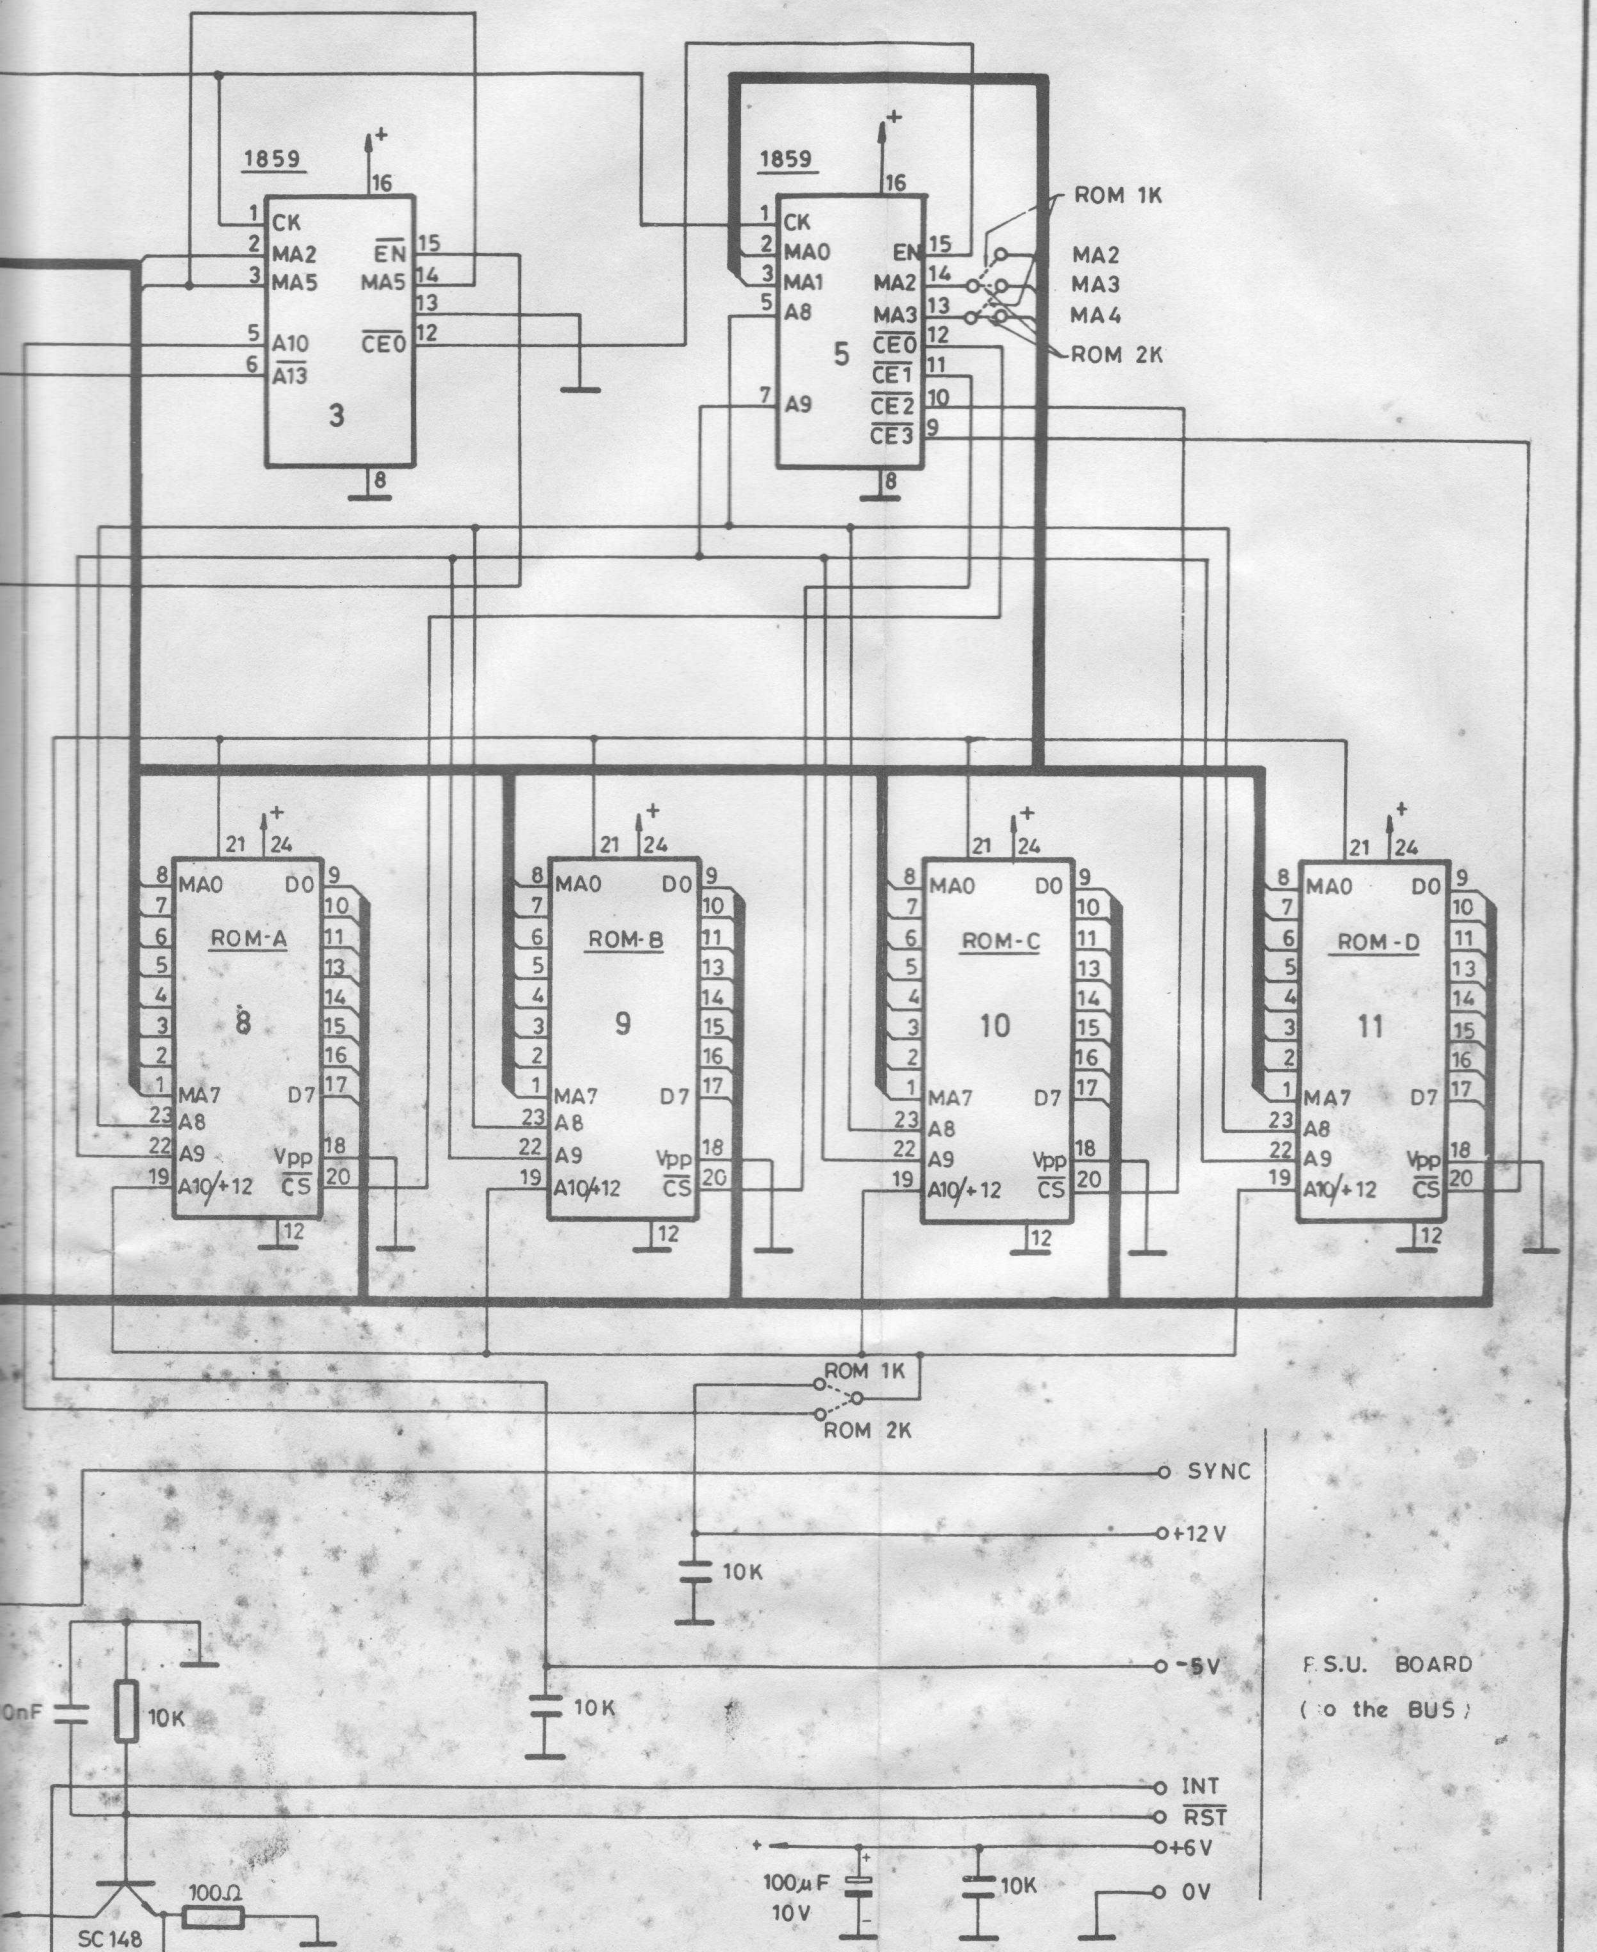 + +
1859 1859
16 16
ROM 1K
1 CK
2 MA2 EN 15
3 MA5 MA5 14
13
5 A10 CE0 12
6 A13
3
8
1 CK
2 MA0 EN 15
3 MA1 MA2 14
5 A8 MA3 13
CE0 12
5
CE1 11
7 A9 CE2 10
CE3 9
8
MA2
MA3
MA4
ROM 2K
+ + + +
21 24 21 24 21 24 21 24
8 MA0 D0 9
7 10
6 ROM-A 11
5 13
4 14
3 8 15
2 16
1 MA7 D7 17
23 A8
22 A9 Vpp 18
19 A10/+12 CS 20
12
8 MA0 D0 9
7 10
6 ROM-B 11
5 13
4 14
3 9 15
2 16
1 MA7 D7 17
23 A8
22 A9 Vpp 18
19 A10/+12 CS 20
12
8 MA0 D0 9
7 10
6 ROM-C 11
5 13
4 14
3 10 15
2 16
1 MA7 D7 17
23 A8
22 A9 Vpp 18
19 A10/+12 CS 20
12
8 MA0 D0 9
7 10
6 ROM-D 11
5 13
4 14
3 11 15
2 16
1 MA7 D7 17
23 A8
22 A9 Vpp 18
19 A10/+12 CS 20
12
ROM 1K
ROM 2K
SYNC
+12V
10K
-5V
10K
.S.U. BOARD
( o the BUS )
0nF 10K
INT
RST
+ +6V
+
100µF 10K
10V
-
0V
100Ω
SC148